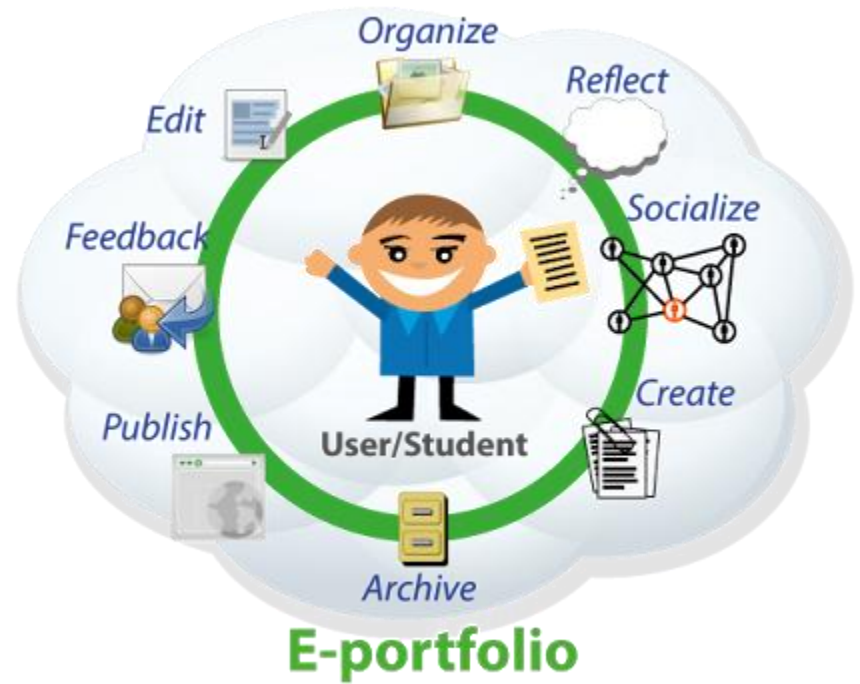 Organize
Reflect
Edit
Socialize
Feedback
Create
Publish
User/Student
Archive
E-portfolio